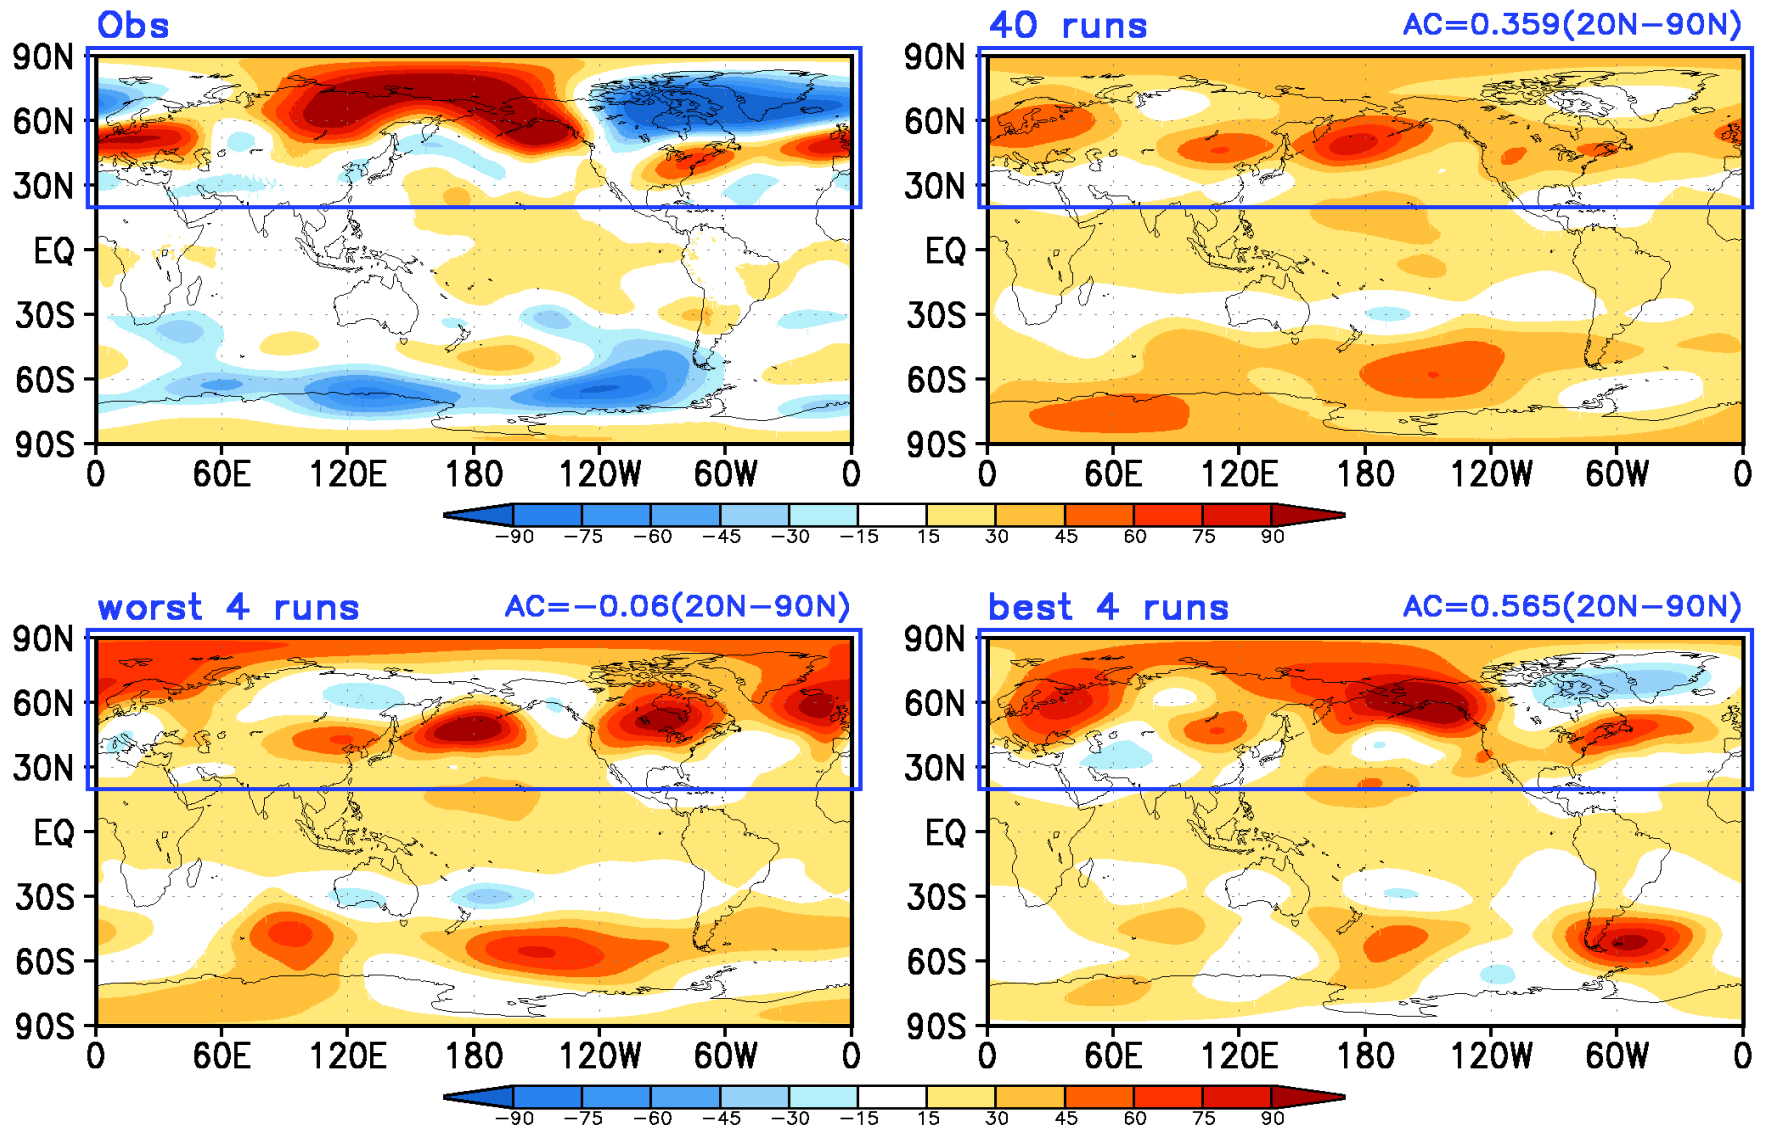 Obs
40 runs AC=0.359(20N−90N)
90N
60N
30N
EQ
30S
60S
90S
0 60E 120E 180 120W 60W 0
90N
60N
30N
EQ
30S
60S
90S
0 60E 120E 180 120W 60W 0
−90 −75 −60 −45 −30 −15 15 30 45 60 75 90
worst 4 runs AC=−0.06(20N−90N)
best 4 runs AC=0.565(20N−90N)
90N
60N
30N
EQ
30S
60S
90S
0 60E 120E 180 120W 60W 0
90N
60N
30N
EQ
30S
60S
90S
0 60E 120E 180 120W 60W 0
−90 −75 −60 −45 −30 −15 15 30 45 60 75 90